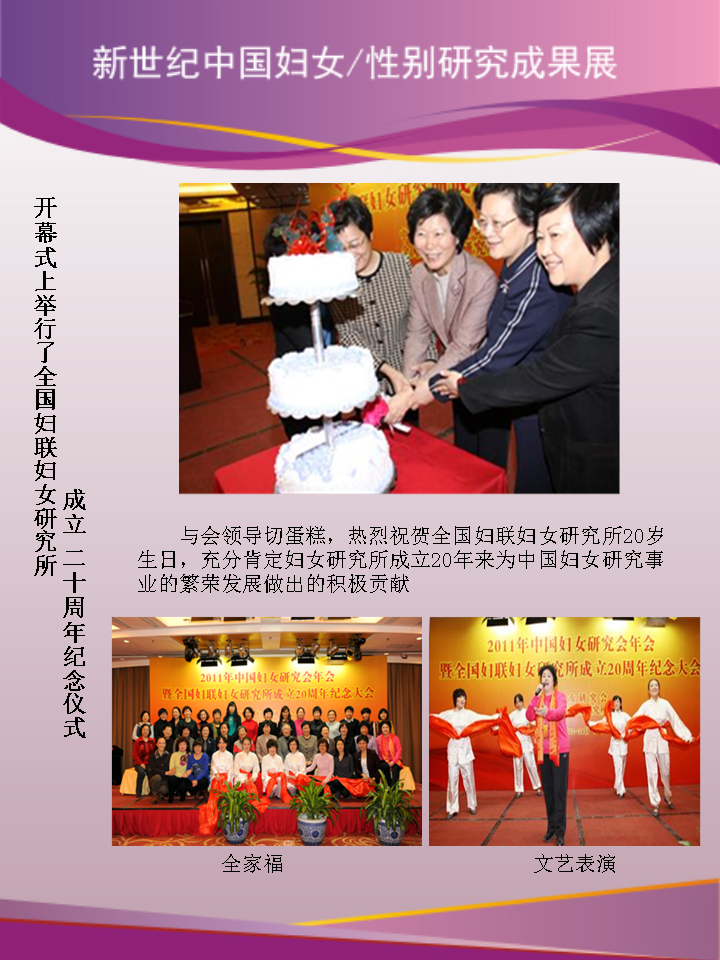 新世纪中国妇女/性别研究成果展
开幕式上举行了全国妇联妇女研究所
成立二十周年纪念仪式
妇女研究所成
与会领导切蛋糕，热烈祝贺全国妇联妇女研究所20岁
生日，充分肯定妇女研究所成立20年来为中国妇女研究事
业的繁荣发展做出的积极贡献
2011年中国妇女研究会年会
暨全国妇联妇女研究所成立20周年纪念大会
2011年中国妇女研究会年会
暨全国妇联妇女研究所成立20周年纪念大会
研究会
全家福
文艺表演